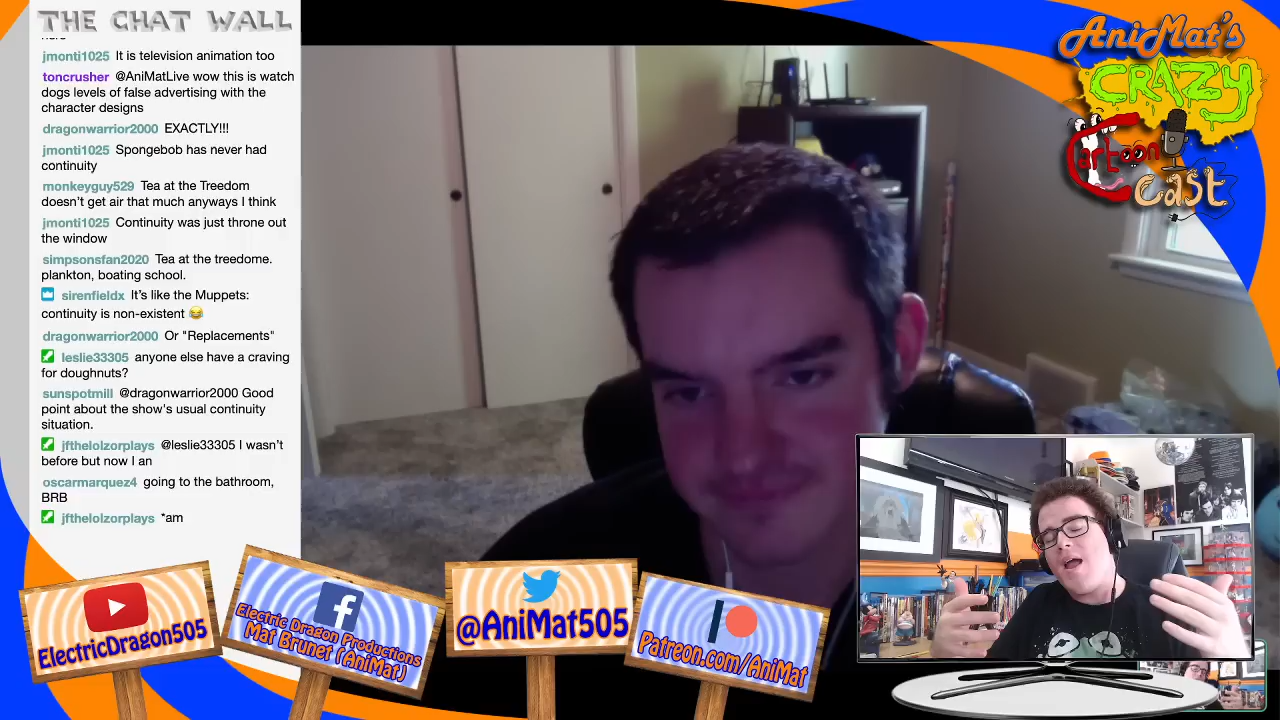 THE CHAT WALL
jmonti1025 It is television animation too
toncrusher @AniMatLive wow this is watch
dogs levels of false advertising with the
character designs
dragonwarrior2000 EXACTLY!!!
jmonti1025 Spongebob has never had
continuity
monkeyguy529 Tea at the Treedom
doesn't get air that much anyways I think
jmonti1025 Continuity was just throne out
the window
simpsonsfan2020 Tea at the treedome.
plankton, boating school.
sirenfieldx It's like the Muppets:
continuity is non-existent 😂
dragonwarrior2000 Or "Replacements"
leslie33305 anyone else have a craving
for doughnuts?
sunspotmill @dragonwarrior2000 Good
point about the show's usual continuity
situation.
jfthelolzorplays @leslie33305 I wasn't
before but now I an
oscarmarquez4 going to the bathroom,
BRB
jfthelolzorplays *am
AniMat's
CRAZY
Cartoon
Cast
ElectricDragon505
Electric Dragon Productions
Mat Brunet (AniMat)
@AniMat505
Patreon.com/AniMat